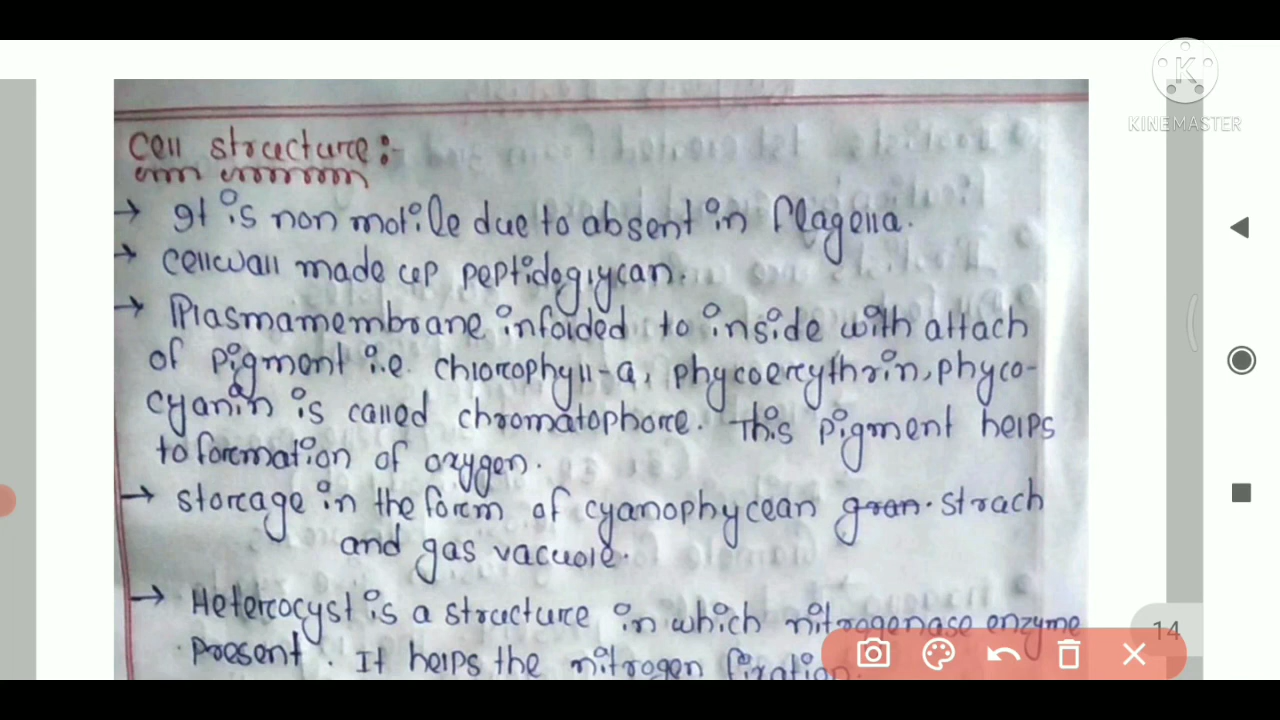 KINEMASTER
Cell structure:-
→ It is non motile due to absent in flagella.
→ cellwall made up peptidoglycan.
→ Plasmamembrane infolded to inside with attach
of pigment i.e. chlorophyll-a, phycoerythrin, phyco-
cyanin is called chromatophore. This pigment helps
to formation of oxygen.
→ storage in the form of cyanophycean gran. strach
and gas vacuole.
→ Heterocyst is a structure in which nitrogenase enzyme
Present. It helps the nitrogen fixation.
14